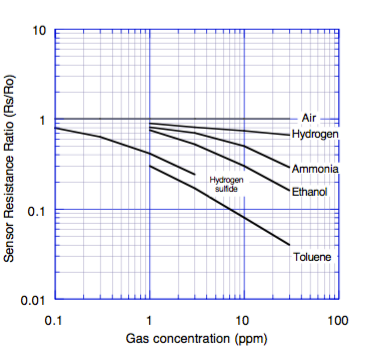 Sensor Resistance Ratio (Rs/Ro)
10
1
0.1
0.01
Air
Hydrogen
Ammonia
Ethanol
Hydrogen
sulfide
Toluene
0.1
1
10
100
Gas concentration (ppm)